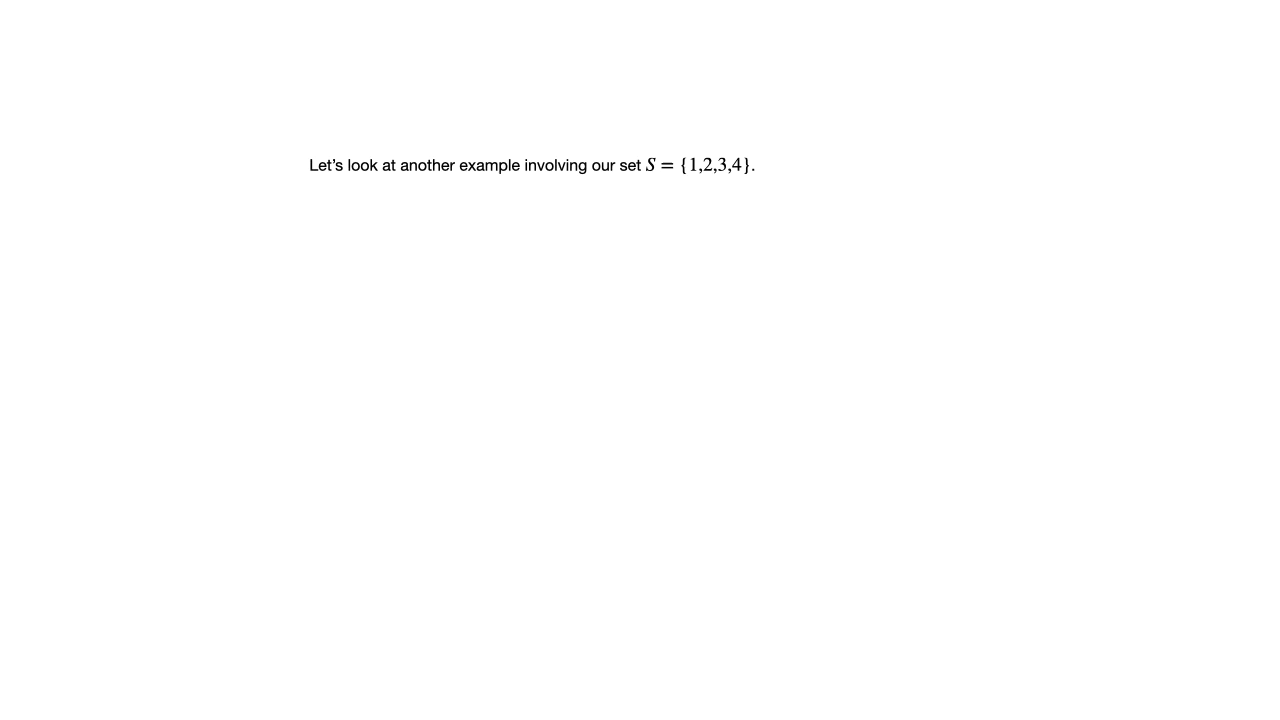 Let’s look at another example involving our set S = {1,2,3,4}.